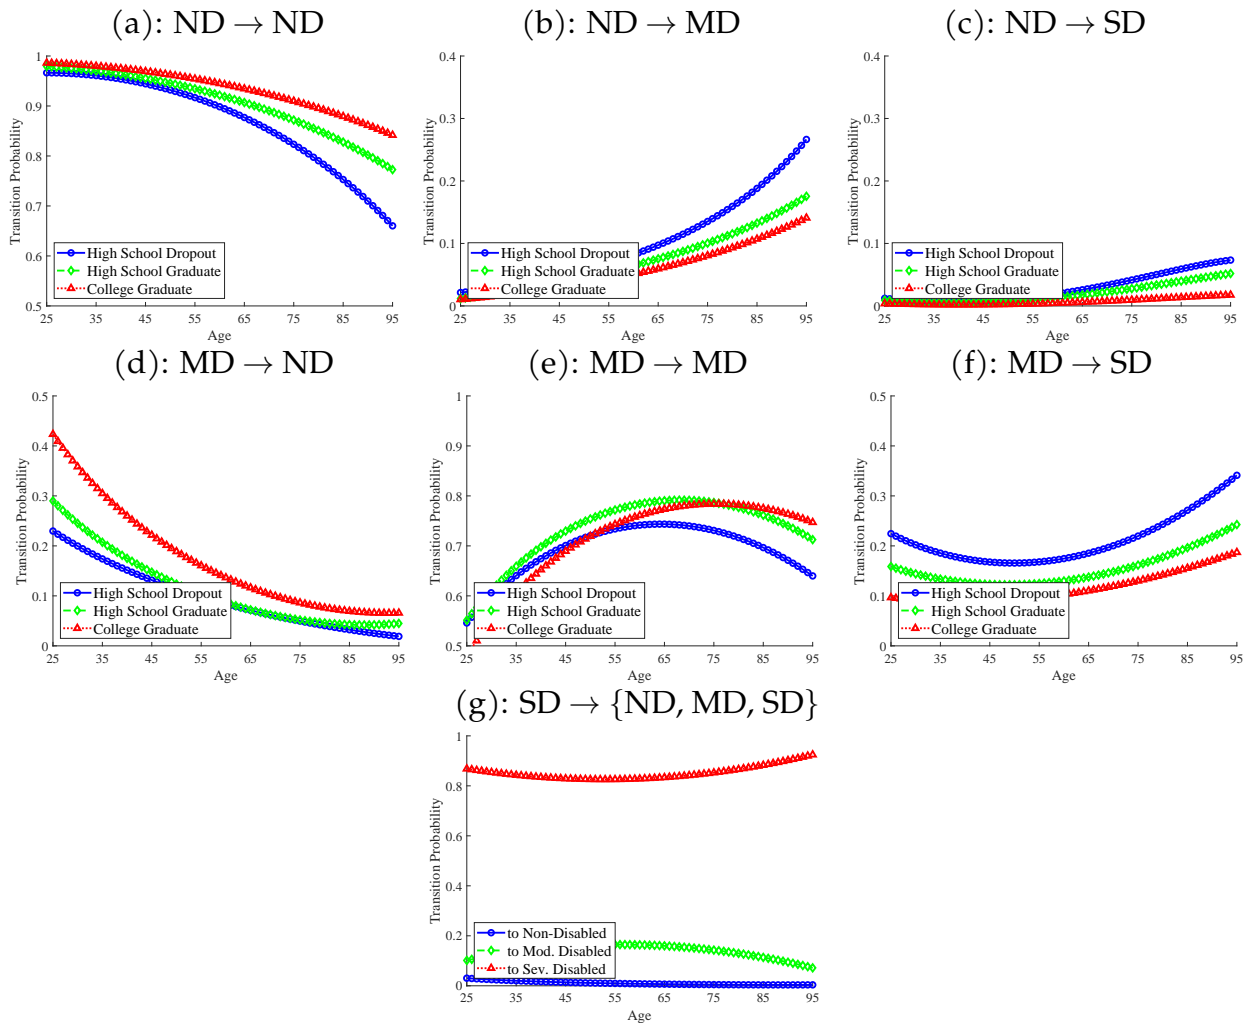 (a): ND → ND
(b): ND → MD
(c): ND → SD
Transition Probability
1
0.9
0.8
0.7
0.6
0.5
High School Dropout
High School Graduate
College Graduate
25 35 45 55 65 75 85 95
Age
Transition Probability
0.4
0.3
0.2
0.1
0
High School Dropout
High School Graduate
College Graduate
25 35 45 55 65 75 85 95
Age
Transition Probability
0.4
0.3
0.2
0.1
0
High School Dropout
High School Graduate
College Graduate
25 35 45 55 65 75 85 95
Age
(d): MD → ND
(e): MD → MD
(f): MD → SD
Transition Probability
0.5
0.4
0.3
0.2
0.1
0
High School Dropout
High School Graduate
College Graduate
25 35 45 55 65 75 85 95
Age
Transition Probability
1
0.9
0.8
0.7
0.6
0.5
High School Dropout
High School Graduate
College Graduate
25 35 45 55 65 75 85 95
Age
Transition Probability
0.5
0.4
0.3
0.2
0.1
0
High School Dropout
High School Graduate
College Graduate
25 35 45 55 65 75 85 95
Age
(g): SD → {ND, MD, SD}
Transition Probability
1
0.8
0.6
0.4
0.2
0
to Non-Disabled
to Mod. Disabled
to Sev. Disabled
25 35 45 55 65 75 85 95
Age